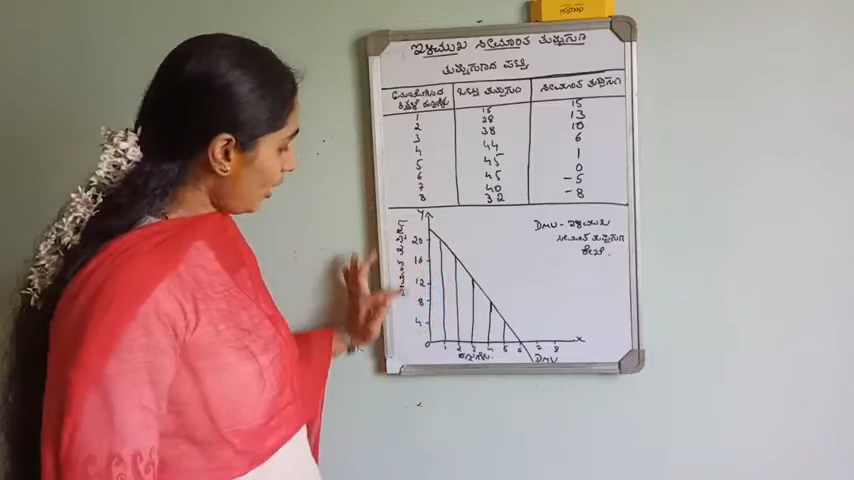 ಇಳಿಮುಖ ಸೀಮಾಂತ ತುಷ್ಟಿಗುಣ
ತುಷ್ಟಿಗುಣದ ಪಟ್ಟಿ
ಒಟ್ಟು ತುಷ್ಟಿಗುಣ ಸೀಮಾಂತ ತುಷ್ಟಿಗುಣ
1 15 15
2 28 13
3 38 10
4 44 6
5 45 1
6 45 0
7 40 -5
8 32 -8
Y
20
16
12
8
4
0 1 2 3 4 5 6 7 8 X
DMU
ಸೀಮಾಂತ ತುಷ್ಟಿಗುಣ
DMU - ಇಳಿಮುಖ
ಸೀಮಾಂತ ತುಷ್ಟಿಗುಣ
ರೇಖೆ.